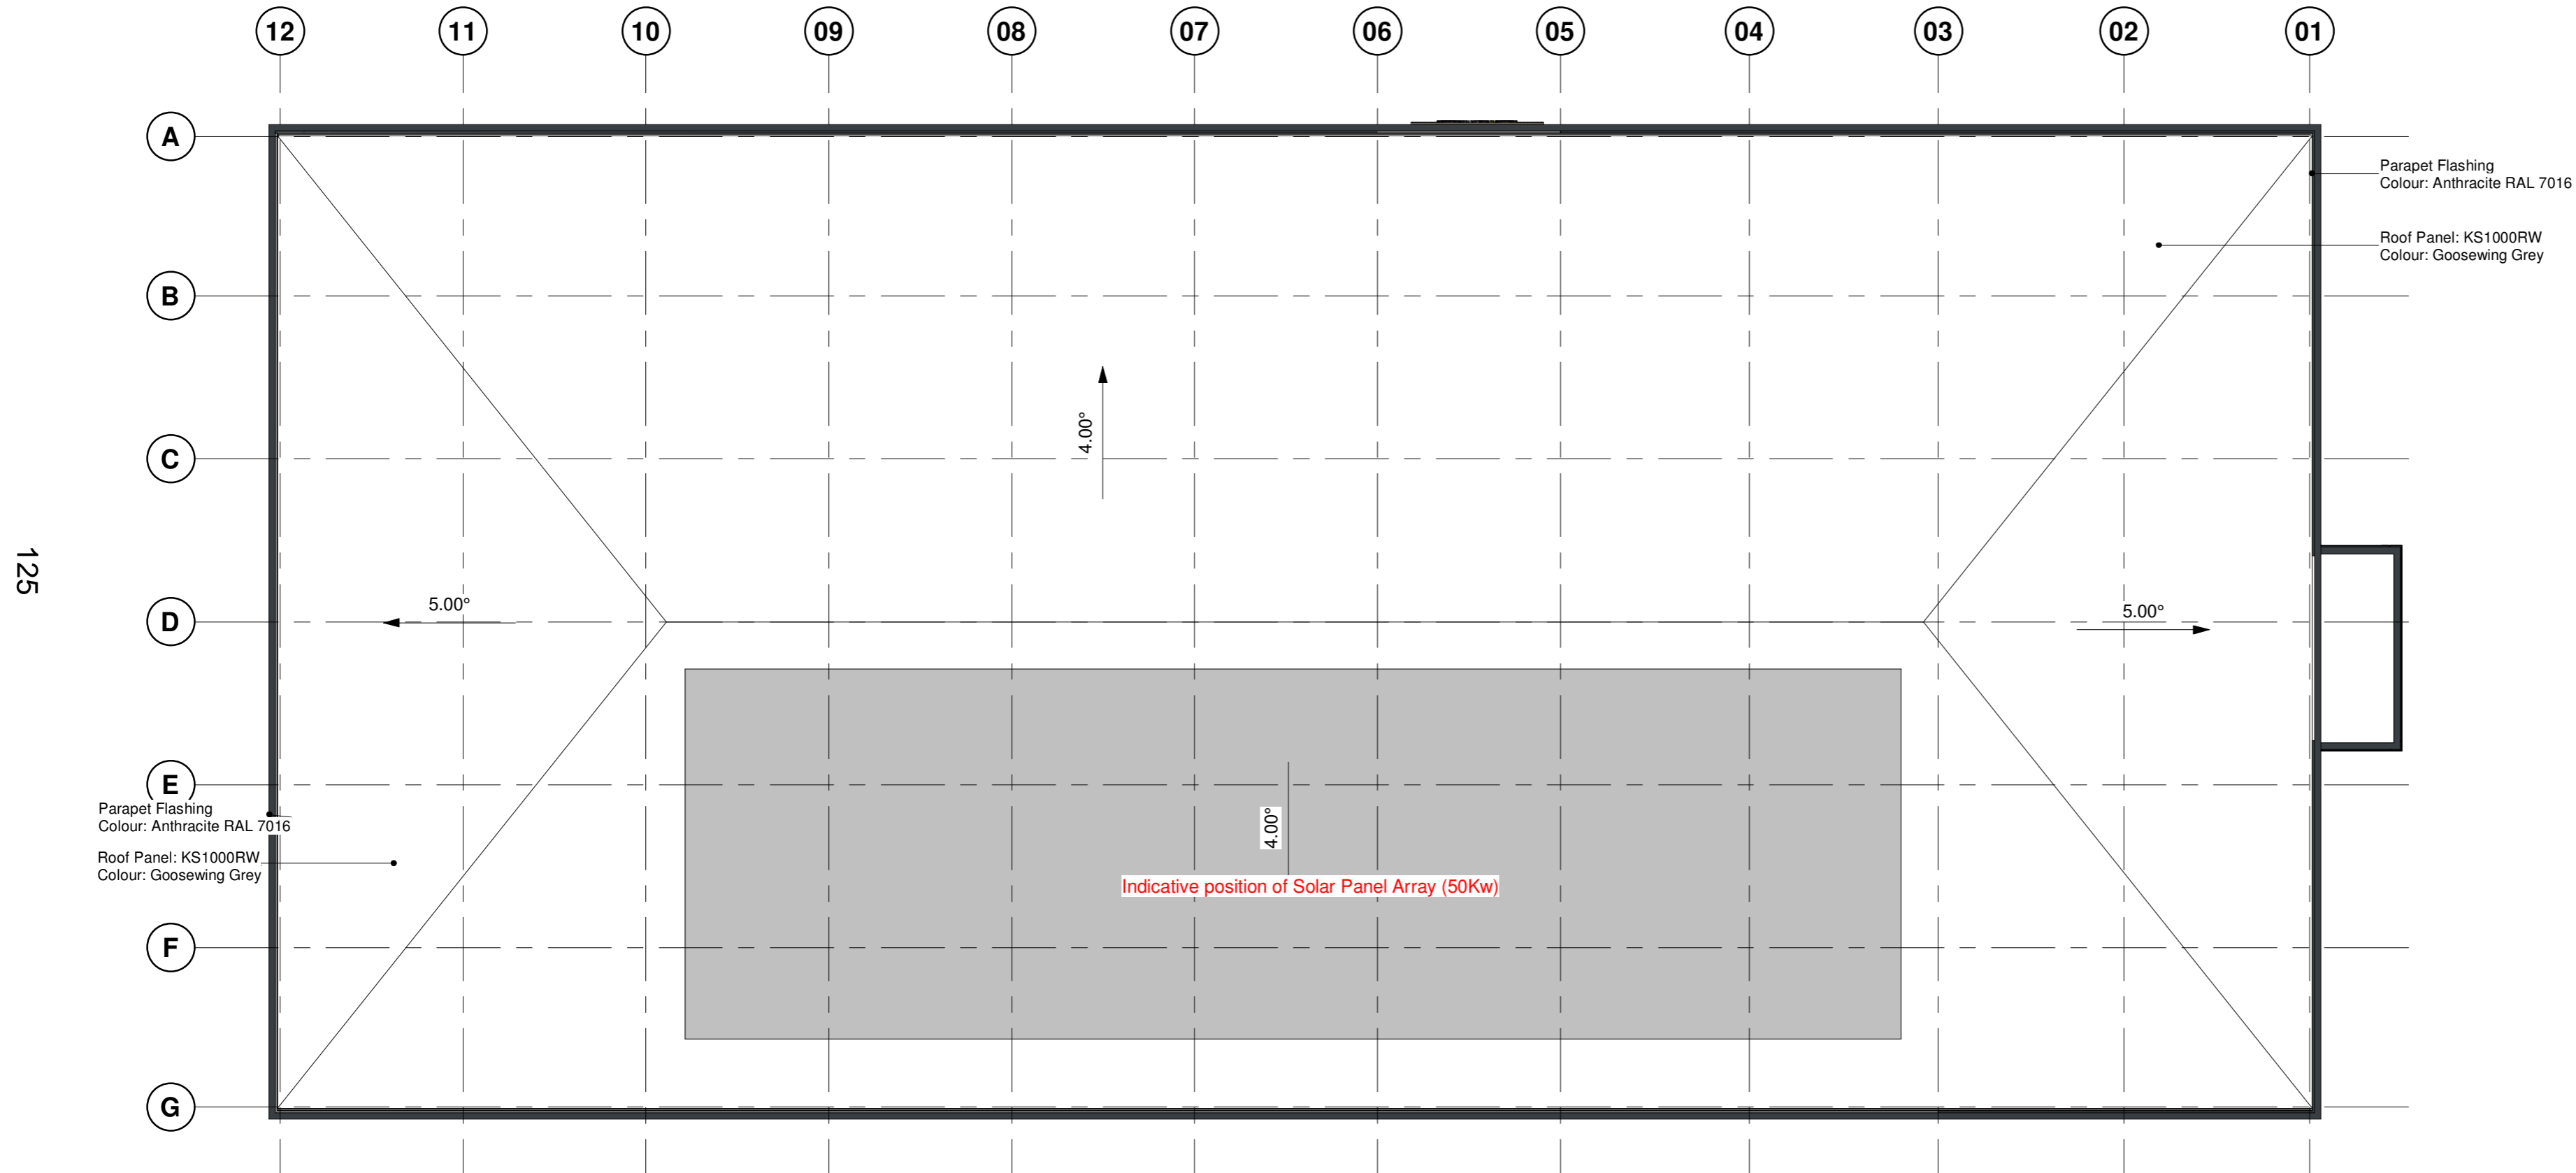 12 11 10 09 08 07 06 05 04 03 02 01
A
Parapet Flashing
Colour: Anthracite RAL 7016
Roof Panel: KS1000RW
Colour: Goosewing Grey
B
4.00°
C
125
5.00°
5.00°
D
E
Parapet Flashing
Colour: Anthracite RAL 7016
4.00°
Roof Panel: KS1000RW
Colour: Goosewing Grey
Indicative position of Solar Panel Array (50Kw)
F
G